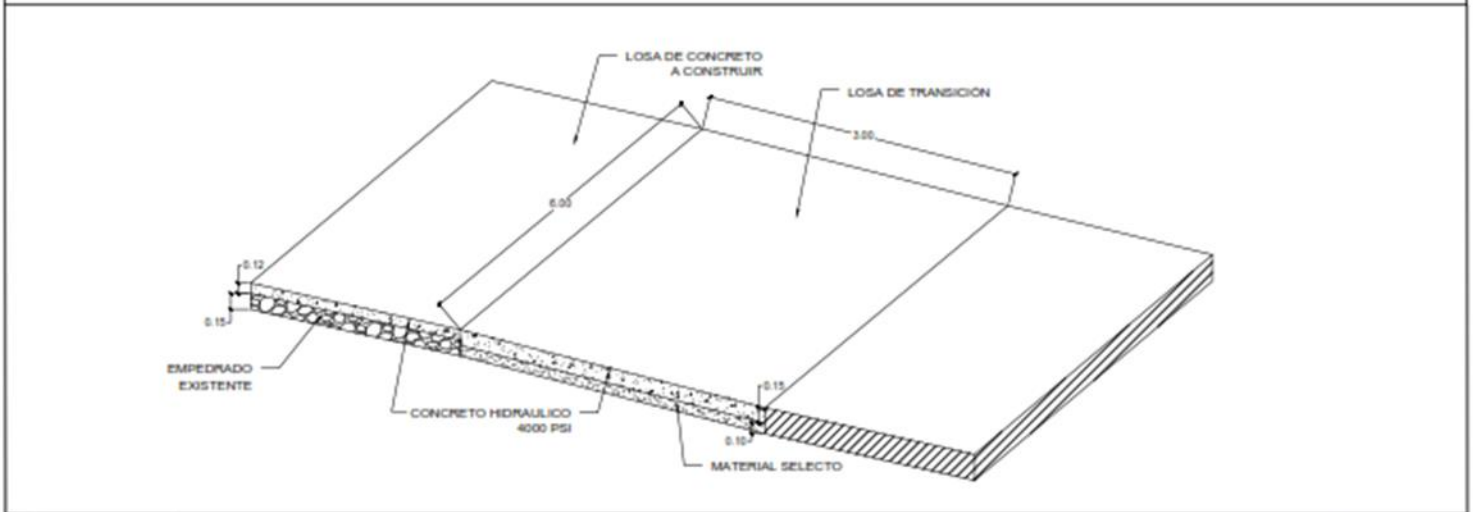 LOSA DE CONCRETO
A CONSTRUIR
LOSA DE TRANSICIÓN
3.00
6.00
0.12
0.15
EMPEDRADO
EXISTENTE
CONCRETO HIDRAULICO
4000 PSI
0.15
0.10
MATERIAL SELECTO